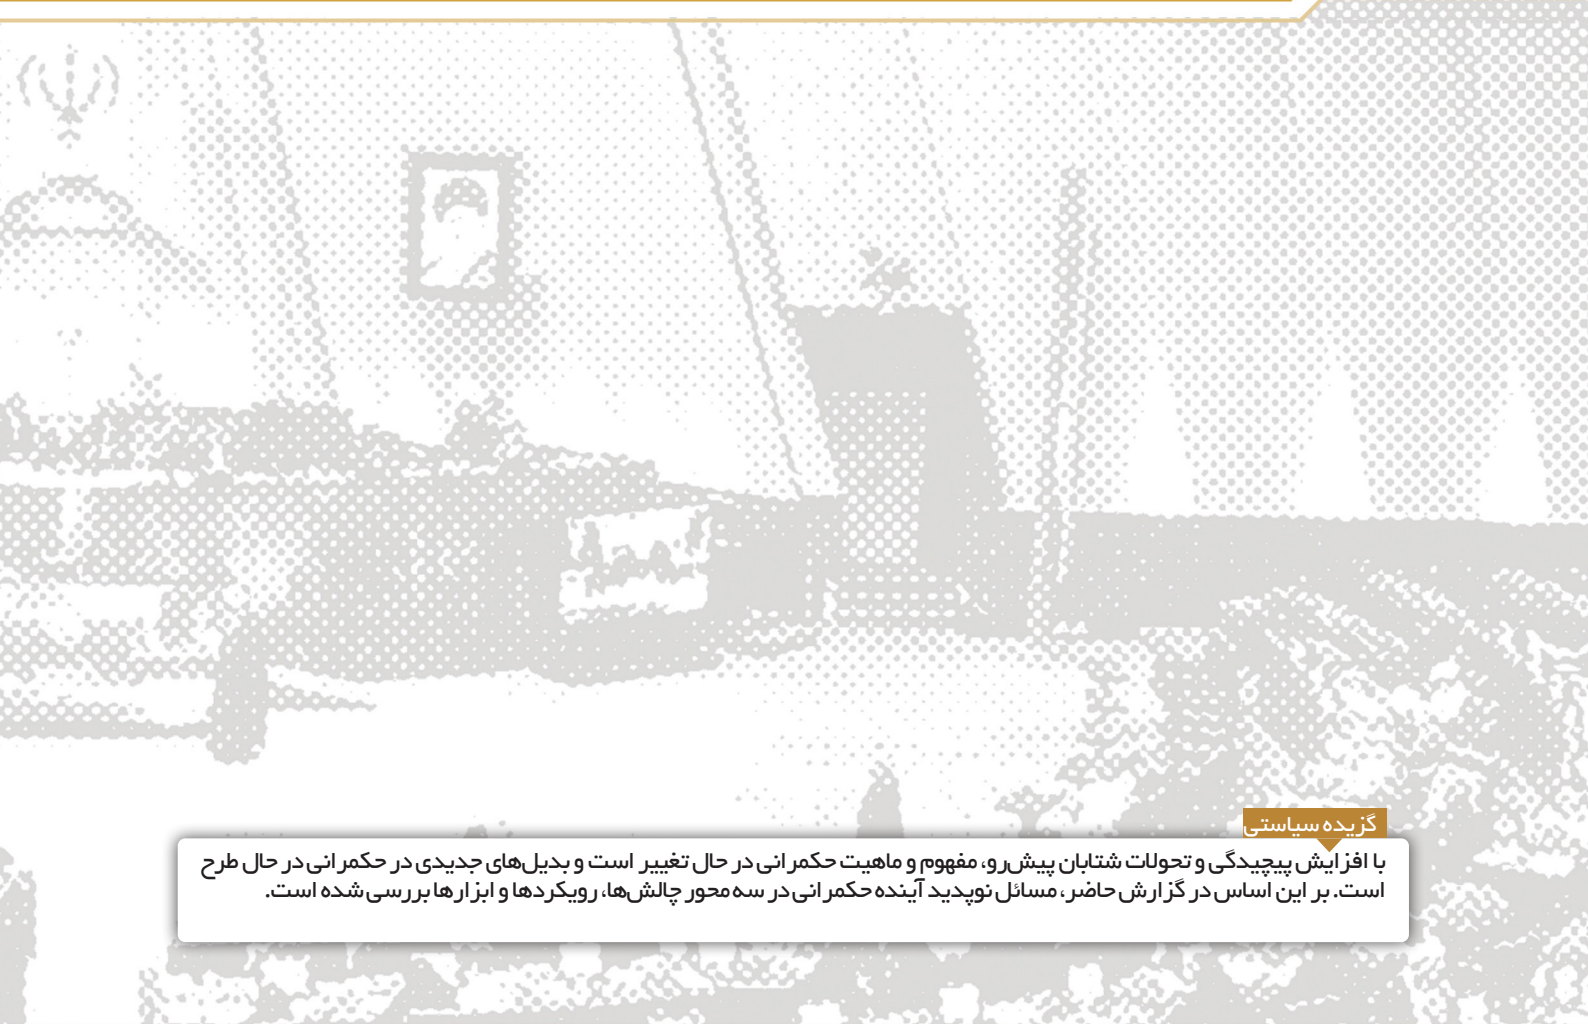 گزیده سیاستی
با افزایش پیچیدگی و تحولات شتابان پیش‌رو، مفهوم و ماهیت حکمرانی در حال تغییر است و بدیل‌های جدیدی در حکمرانی در حال طرح
است. بر این اساس در گزارش حاضر، مسائل نوپدید آینده حکمرانی در سه محور چالش‌ها، رویکردها و ابزارها بررسی شده است.